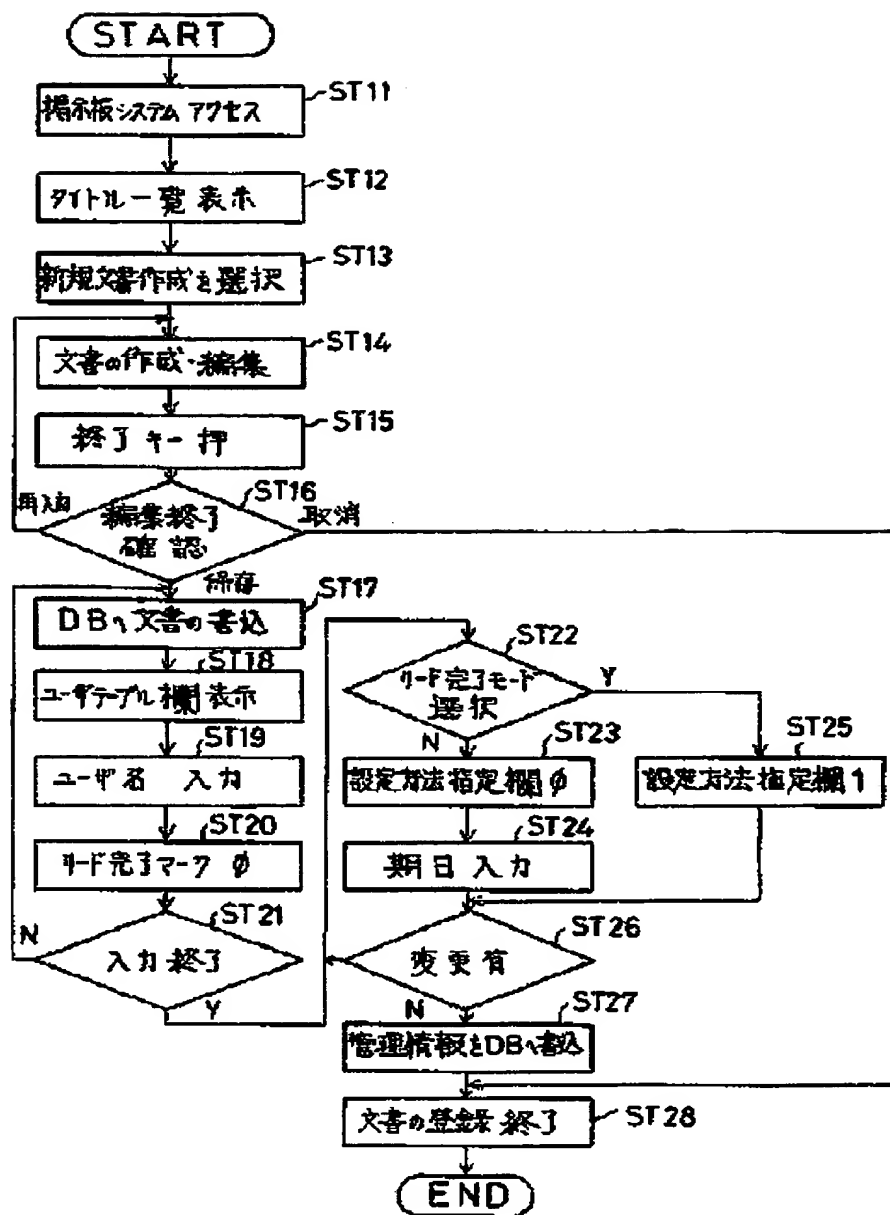 START
ST11
掲示板システム アクセス
ST12
タイトル一覧表示
ST13
新規文書作成を選択
ST14
文書の作成・編集
ST15
終了キー押
ST16
再入力
編集終了
確認
取消
保存
ST17
DBへ文書の書込
ST18
ユーザテーブル欄表示
ST19
ユーザ名 入力
ST20
リード完了マーク φ
ST21
N
入力終了
Y
ST22
リード完了モード
選択
Y
N
ST23
設定方法指定欄φ
ST25
設定方法指定欄1
ST24
期日入力
ST26
変更有
N
ST27
管理情報をDBへ書込
ST28
文書の登録終了
END